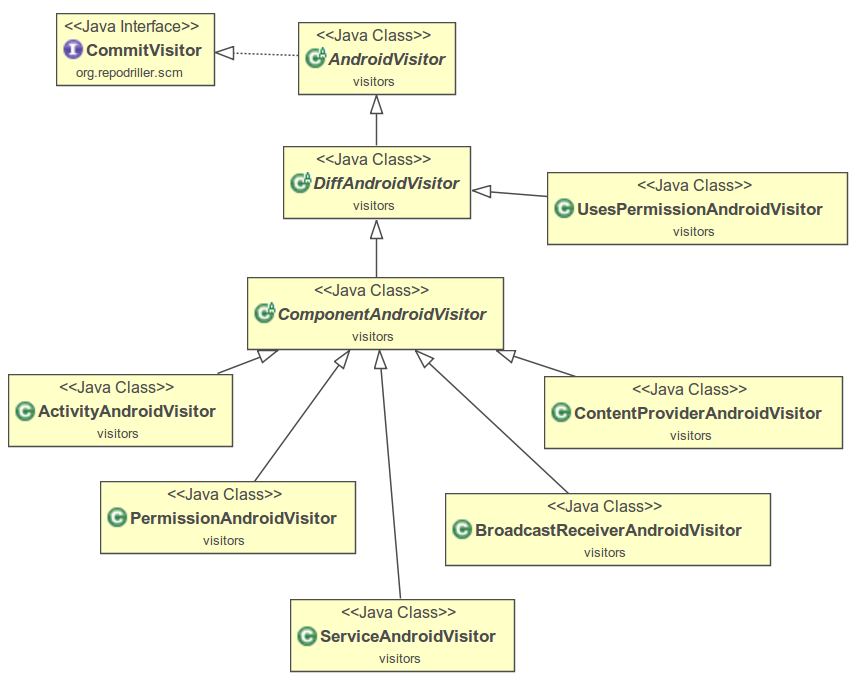 <<Java Interface>>
CommitVisitor
org.repodriller.scm
<<Java Class>>
AndroidVisitor
visitors
<<Java Class>>
DiffAndroidVisitor
visitors
<<Java Class>>
UsesPermissionAndroidVisitor
visitors
<<Java Class>>
ComponentAndroidVisitor
visitors
<<Java Class>>
ActivityAndroidVisitor
visitors
<<Java Class>>
ContentProviderAndroidVisitor
visitors
<<Java Class>>
PermissionAndroidVisitor
visitors
<<Java Class>>
BroadcastReceiverAndroidVisitor
visitors
<<Java Class>>
ServiceAndroidVisitor
visitors